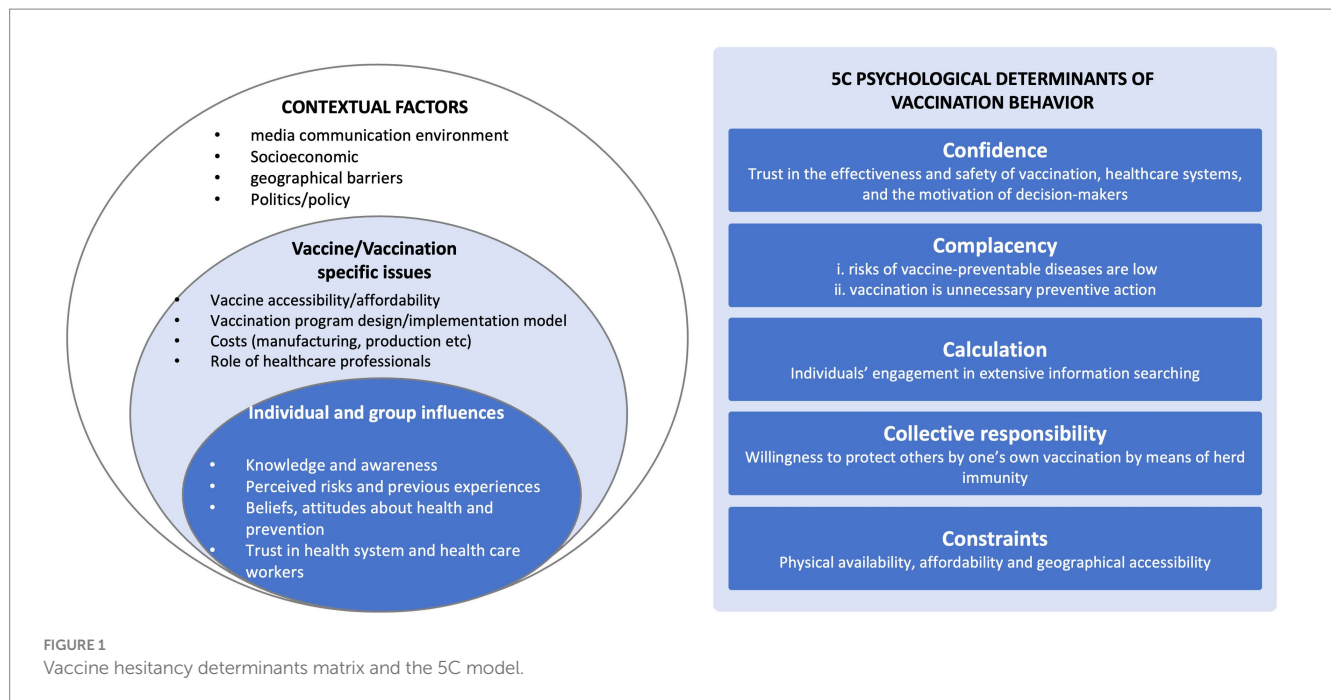 CONTEXTUAL FACTORS
• media communication environment
• Socioeconomic
• geographical barriers
• Politics/policy
Vaccine/Vaccination
specific issues
• Vaccine accessibility/affordability
• Vaccination program design/implementation model
• Costs (manufacturing, production etc)
• Role of healthcare professionals
Individual and group influences
• Knowledge and awareness
• Perceived risks and previous experiences
• Beliefs, attitudes about health and
prevention
• Trust in health system and health care
workers
5C PSYCHOLOGICAL DETERMINANTS OF
VACCINATION BEHAVIOR
Confidence
Trust in the effectiveness and safety of vaccination, healthcare systems,
and the motivation of decision-makers
Complacency
i. risks of vaccine-preventable diseases are low
ii. vaccination is unnecessary preventive action
Calculation
Individuals' engagement in extensive information searching
Collective responsibility
Willingness to protect others by one's own vaccination by means of herd
immunity
Constraints
Physical availability, affordability and geographical accessibility
FIGURE 1
Vaccine hesitancy determinants matrix and the 5C model.